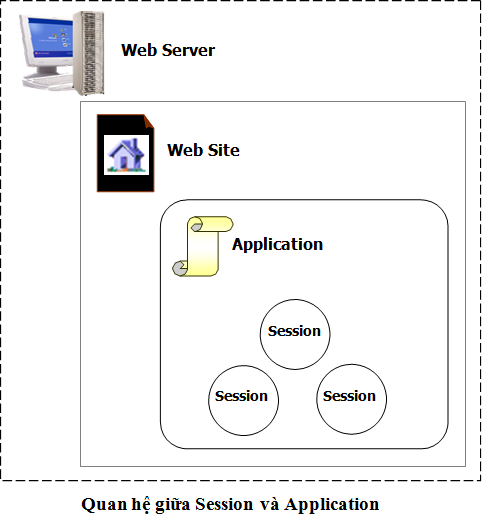 Web Server
Web Site
Application
Session
Session
Session
Quan hệ giữa Session và Application